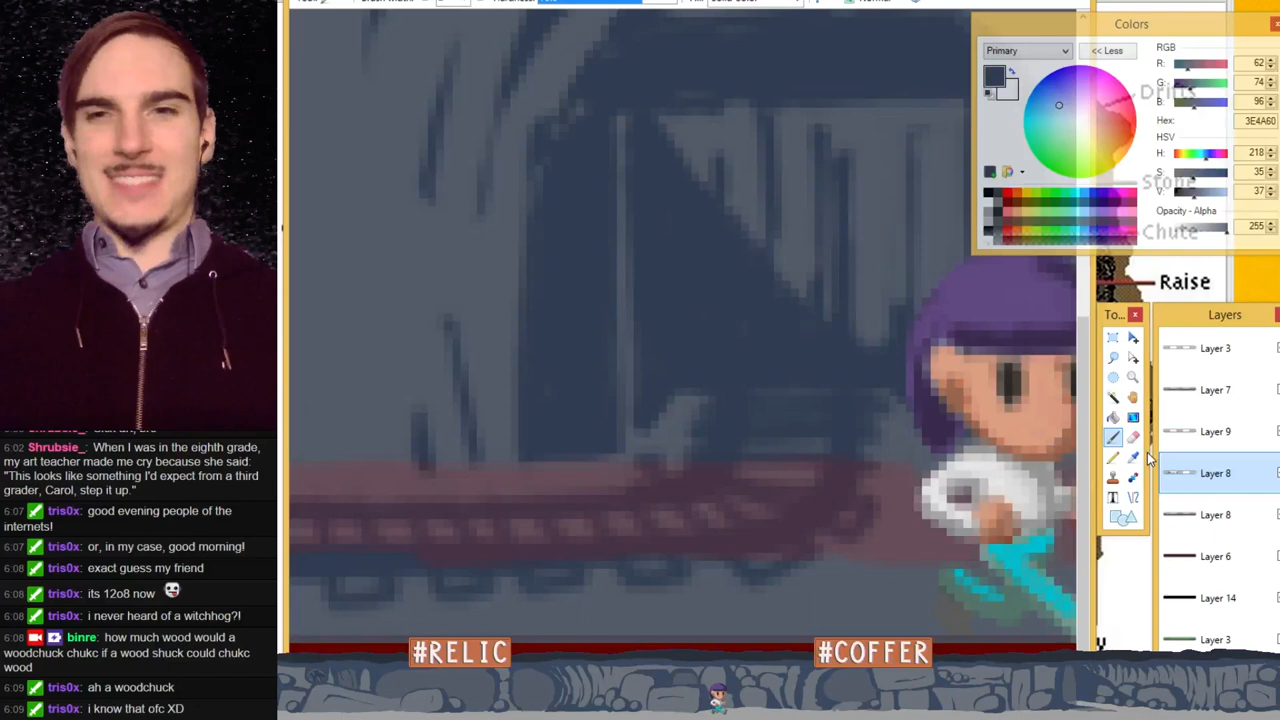 Colors
Primary
<< Less
RGB
R: 62
G: 74
B: 96
Hex: 3E4A60
HSV
H: 218
S: 35
V: 37
Opacity - Alpha
255
Stone
Chute
Raise
To...
Layers
Layer 3
Layer 7
Layer 9
Layer 8
Layer 8
Layer 6
Layer 14
Layer 3
Shrubsie_: When I was in the eighth grade,
my art teacher made me cry because she said:
"This looks like something I'd expect from a third
grader, Carol, step it up."
6:07 tris0x: good evening people of the
internets!
6:07 tris0x: or, in my case, good morning!
6:08 tris0x: exact guess my friend
6:08 tris0x: its 12o8 now
6:08 tris0x: i never heard of a witchhog?!
6:08 binre: how much wood would a
woodchuck chukc if a wood shuck could chukc
wood
6:09 tris0x: ah a woodchuck
6:09 tris0x: i know that ofc XD
#RELIC
#COFFER